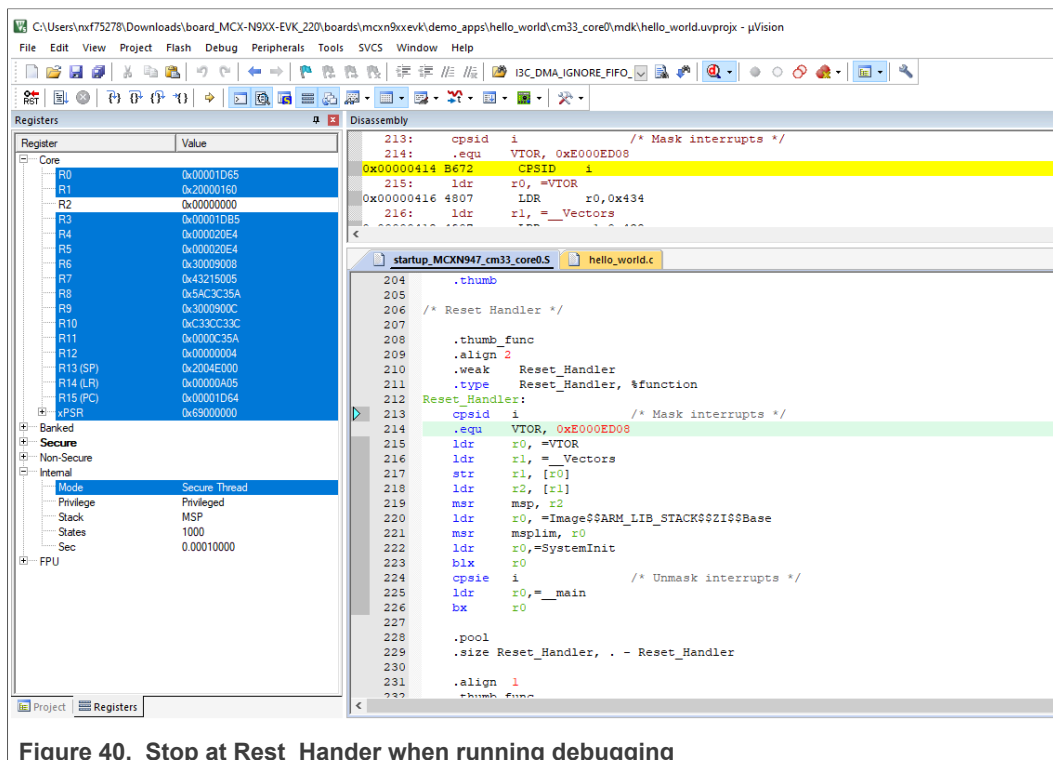 C:\Users\nxf75278\Downloads\board_MCX-N9XX-EVK_220\boards\mcxn9xxevk\demo_apps\hello_world\cm33_core0\mdk\hello_world.uvprojx - µVision
File Edit View Project Flash Debug Peripherals Tools SVCS Window Help
I3C_DMA_IGNORE_FIFO_
RST
Registers
Disassembly
Register Value
Core
R0 0x00001D65
R1 0x20000160
R2 0x00000000
R3 0x00001DB5
R4 0x000020E4
R5 0x000020E4
R6 0x30009008
R7 0x43215005
R8 0x5AC3C35A
R9 0x3000900C
R10 0xC33CC33C
R11 0x0000C35A
R12 0x00000004
R13 (SP) 0x2004E000
R14 (LR) 0x00000A05
R15 (PC) 0x00001D64
xPSR 0x69000000
Banked
Secure
Non-Secure
Internal
Mode Secure Thread
Privilege Privileged
Stack MSP
States 1000
Sec 0.00010000
FPU
Project Registers
213: cpsid i /* Mask interrupts */
214: .equ VTOR, 0xE000ED08
0x00000414 B672 CPSID i
215: ldr r0, =VTOR
0x00000416 4807 LDR r0,0x434
216: ldr r1, =__Vectors
startup_MCXN947_cm33_core0.S hello_world.c
204 .thumb
205
206 /* Reset Handler */
207
208 .thumb_func
209 .align 2
210 .weak Reset_Handler
211 .type Reset_Handler, %function
212 Reset_Handler:
213 cpsid i /* Mask interrupts */
214 .equ VTOR, 0xE000ED08
215 ldr r0, =VTOR
216 ldr r1, =__Vectors
217 str r1, [r0]
218 ldr r2, [r1]
219 msr msp, r2
220 ldr r0, =Image$$ARM_LIB_STACK$$ZI$$Base
221 msr msplim, r0
222 ldr r0,=SystemInit
223 blx r0
224 cpsie i /* Unmask interrupts */
225 ldr r0,=__main
226 bx r0
227
228 .pool
229 .size Reset_Handler, . - Reset_Handler
230
231 .align 1
232 .thumb_func
Figure 40. Stop at Rest_Hander when running debugging